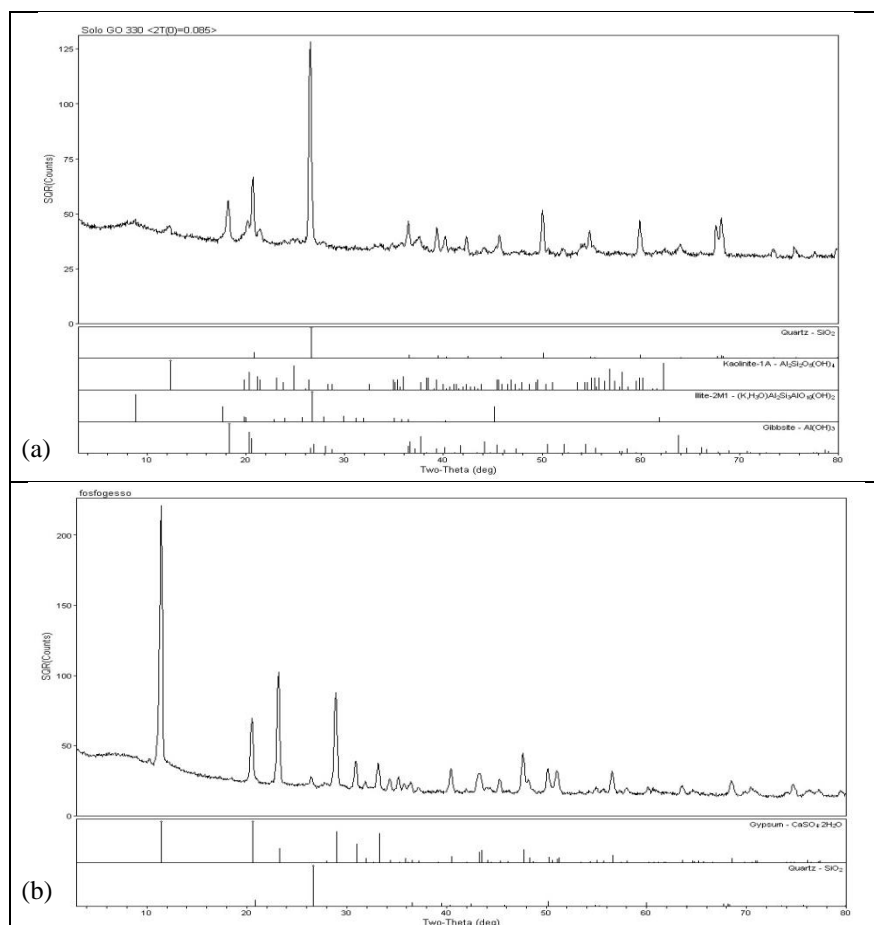 Solo GO 330 <2T(0)=0.085>
125
100
75
50
25
0
SQR(Counts)
Quartz - SiO₂
Kaolinite-1A - Al₂Si₂O₅(OH)₄
Illite-2M1 - (K,H₃O)Al₂Si₃AlO₁₀(OH)₂
Gibbsite - Al(OH)₃
(a)
10 20 30 40 50 60 70 80
Two-Theta (deg)
fosfogesso
200
150
100
50
0
SQR(Counts)
Gypsum - CaSO₄·2H₂O
Quartz - SiO₂
(b)
10 20 30 40 50 60 70 80
Two-Theta (deg)